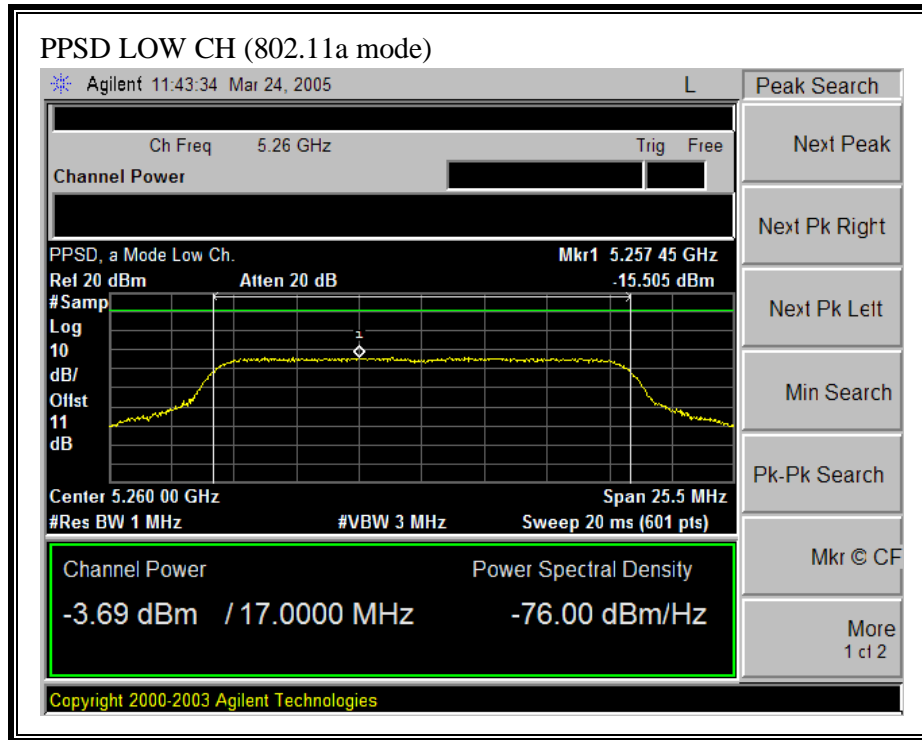 PPSD LOW CH (802.11a mode)
Agilent 11:43:34 Mar 24, 2005 L
Peak Search
Ch Freq 5.26 GHz Trig Free
Channel Power
Next Peak
Next Pk Right
PPSD, a Mode Low Ch. Mkr1 5.257 45 GHz
Ref 20 dBm Atten 20 dB -15.505 dBm
#Samp
Log
10
dB/
Offst
11
dB
1
Next Pk Left
Min Search
Pk-Pk Search
Center 5.260 00 GHz Span 25.5 MHz
#Res BW 1 MHz #VBW 3 MHz Sweep 20 ms (601 pts)
Channel Power Power Spectral Density
-3.69 dBm / 17.0000 MHz -76.00 dBm/Hz
Mkr © CF
More
1 of 2
Copyright 2000-2003 Agilent Technologies